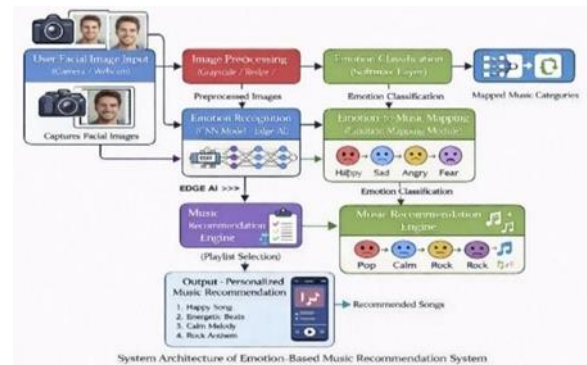 User Facial Image Input
(Camera / Webcam)
Captures Facial Images
Image Preprocessing
(Grayscale / Resize /
Preprocessed Images
Emotion Classification
(Softmax Layer)
Emotion Classification
Mapped Music Categories
Emotion Recognition
(CNN Model - Edge AI)
EDGE AI >>>
Emotion to Music Mapping
(Emotion Mapping Module)
Happy Sad Angry Fear
Emotion Classification
Music
Recommendation
Engine
(Playlist Selection)
Music Recommendation
Engine
Pop Calm Rock Rock
Output - Personalized
Music Recommendation
1. Happy Song
2. Energetic Beats
3. Calm Melody
4. Rock Anthem
Recommended Songs
System Architecture of Emotion-Based Music Recommendation System